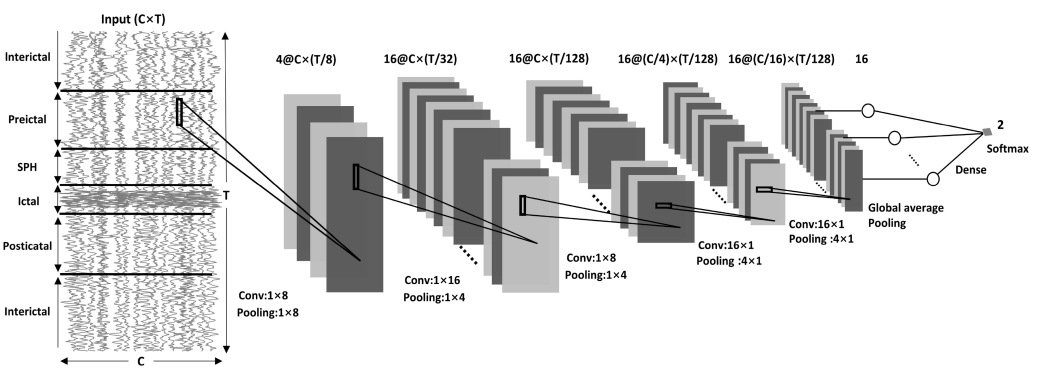 Input (C×T)
Interictal
Preictal
SPH
Ictal
Posticatal
Interictal
T
C
4@C×(T/8)
16@C×(T/32)
16@C×(T/128)
16@(C/4)×(T/128)
16@(C/16)×(T/128)
16
Conv:1×8
Pooling:1×8
Conv:1×16
Pooling:1×4
Conv:1×8
Pooling:1×4
Conv:16×1
Pooling :4×1
Conv:16×1
Pooling :4×1
Global average
Pooling
Dense
2
Softmax